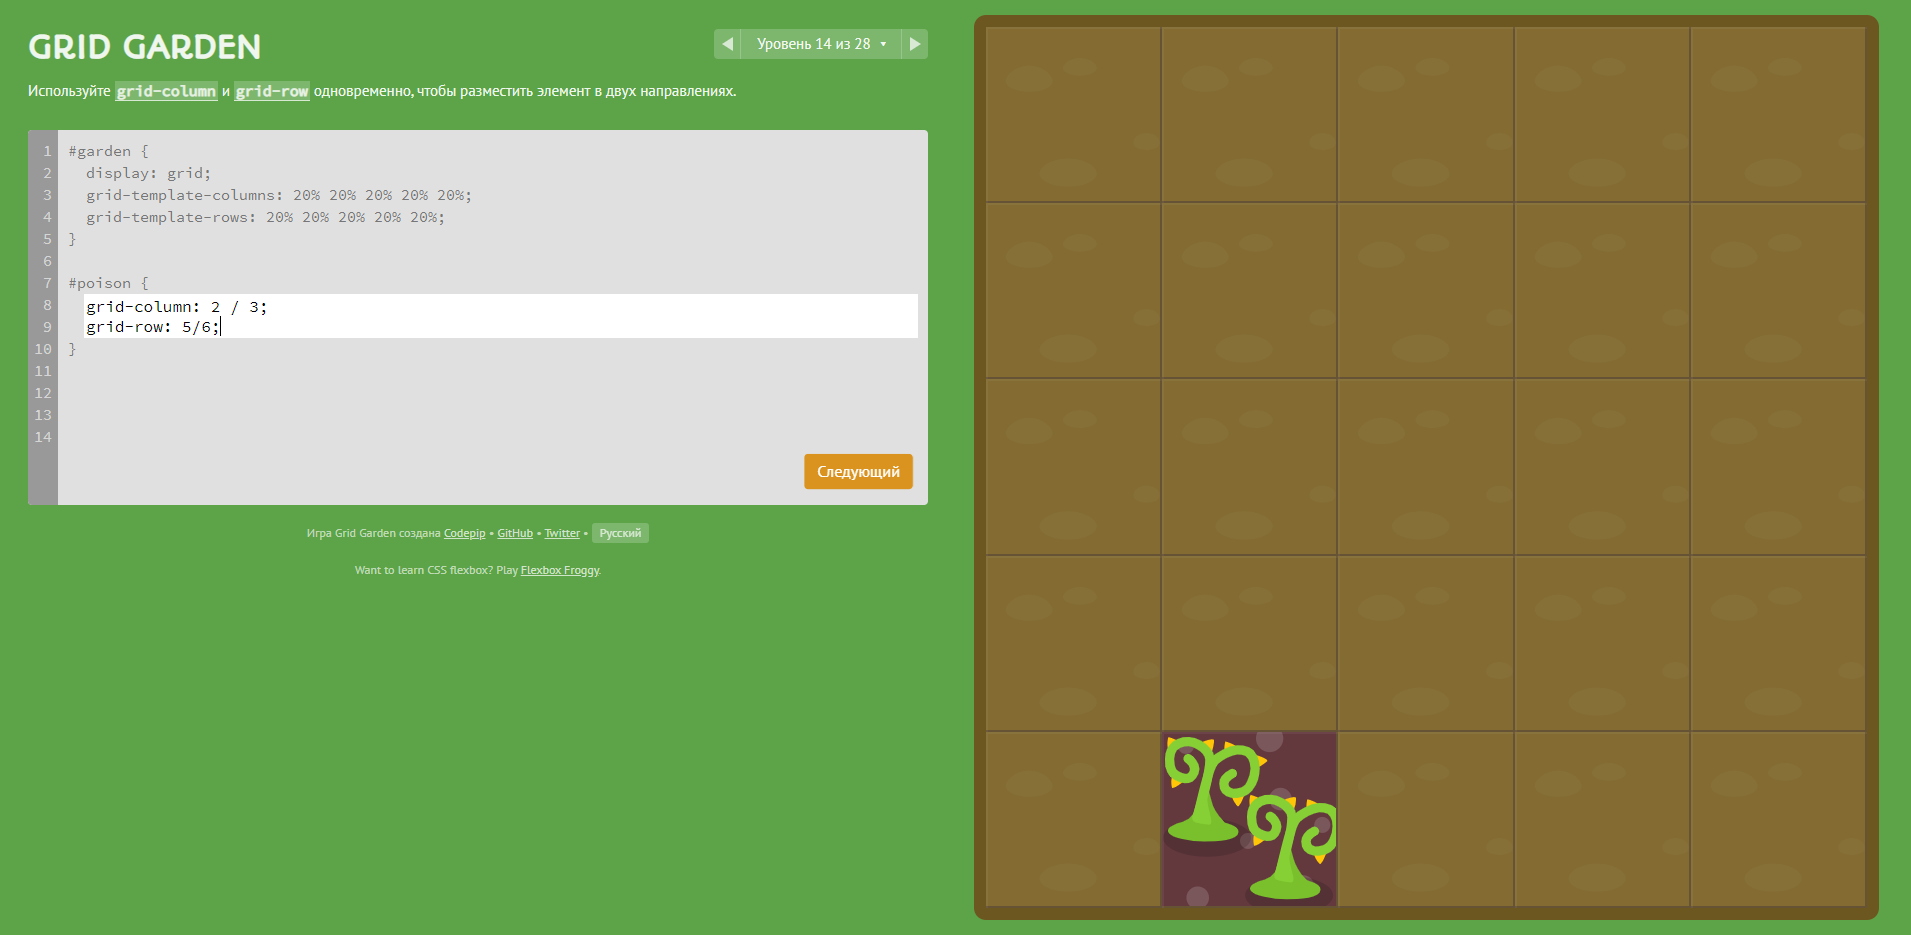 GRID GARDEN
Уровень 14 из 28
Используйте grid-column и grid-row одновременно, чтобы разместить элемент в двух направлениях.
1 #garden {
2 display: grid;
3 grid-template-columns: 20% 20% 20% 20% 20%;
4 grid-template-rows: 20% 20% 20% 20% 20%;
5 }
6
7 #poison {
8 grid-column: 2 / 3;
9 grid-row: 5/6;
10 }
11
12
13
14
Следующий
Игра Grid Garden создана Codepip • GitHub • Twitter • Русский
Want to learn CSS flexbox? Play Flexbox Froggy.